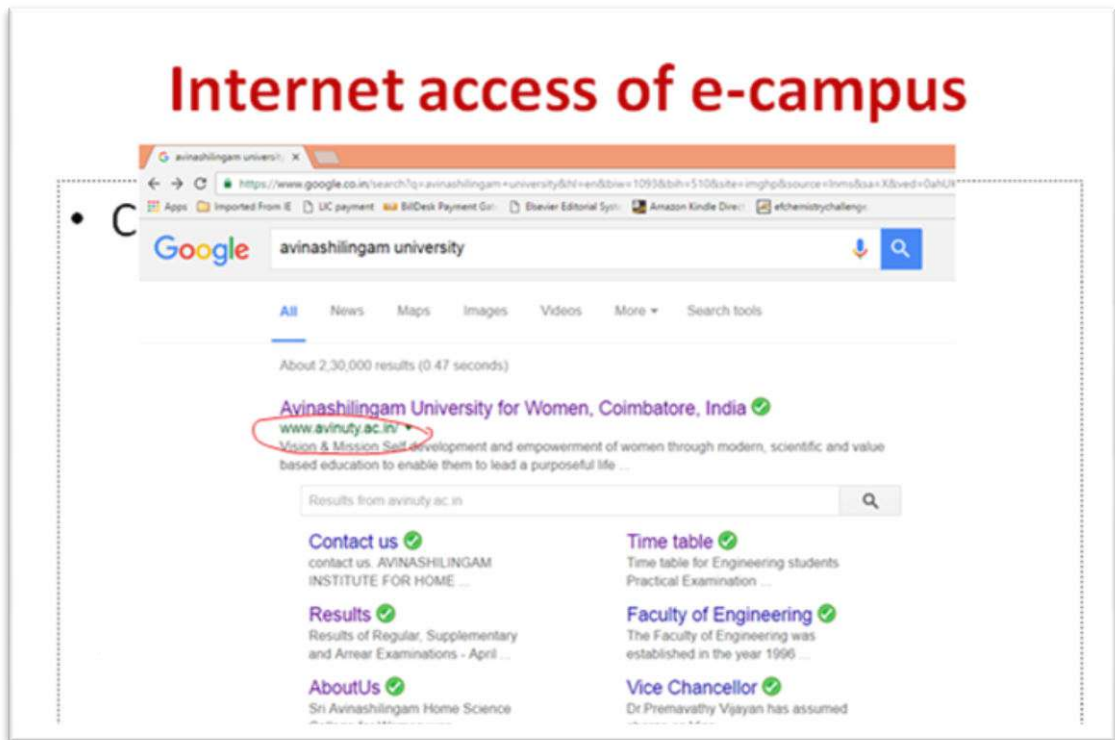 Internet access of e-campus
avinashilingam universit
https://www.google.co.in/search?q=avinashilingam+university&hl=en&biw=1093&bih=510&site=imghp&source=lnms&sa=X&ved=0ahUK
Apps Imported From IE LIC payment BillDesk Payment Gat Elsevier Editorial Syst Amazon Kindle Direct efchemistrychallenge
• C
Google avinashilingam university
All News Maps Images Videos More Search tools
About 2,30,000 results (0.47 seconds)
Avinashilingam University for Women, Coimbatore, India
www.avinuty.ac.in/
Vision & Mission Self development and empowerment of women through modern, scientific and value
based education to enable them to lead a purposeful life ...
Results from avinuty.ac.in
Contact us
contact us. AVINASHILINGAM
INSTITUTE FOR HOME ...
Time table
Time table for Engineering students
Practical Examination ...
Results
Results of Regular, Supplementary
and Arrear Examinations - April ...
Faculty of Engineering
The Faculty of Engineering was
established in the year 1996 ...
AboutUs
Sri Avinashilingam Home Science
Vice Chancellor
Dr.Premavathy Vijayan has assumed